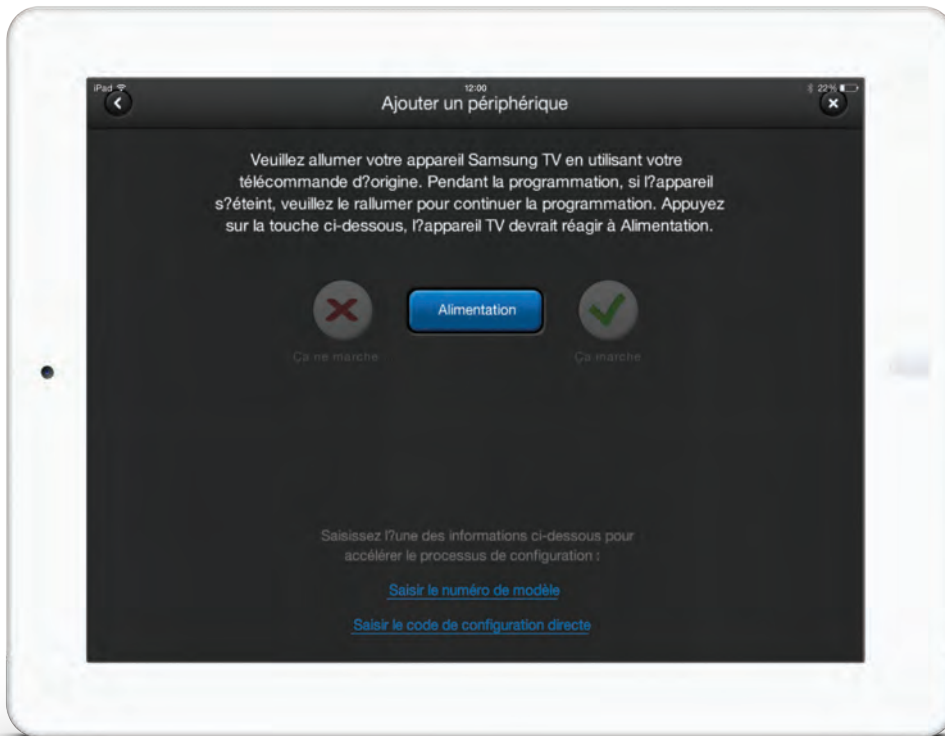 iPad
12:00
22%
Ajouter un périphérique
Veuillez allumer votre appareil Samsung TV en utilisant votre
télécommande d?origine. Pendant la programmation, si l?appareil
s?éteint, veuillez le rallumer pour continuer la programmation. Appuyez
sur la touche ci-dessous, l?appareil TV devrait réagir à Alimentation.
Alimentation
Ça ne marche
Ça marche
Saisissez l?une des informations ci-dessous pour
accélérer le processus de configuration :
Saisir le numéro de modèle
Saisir le code de configuration directe